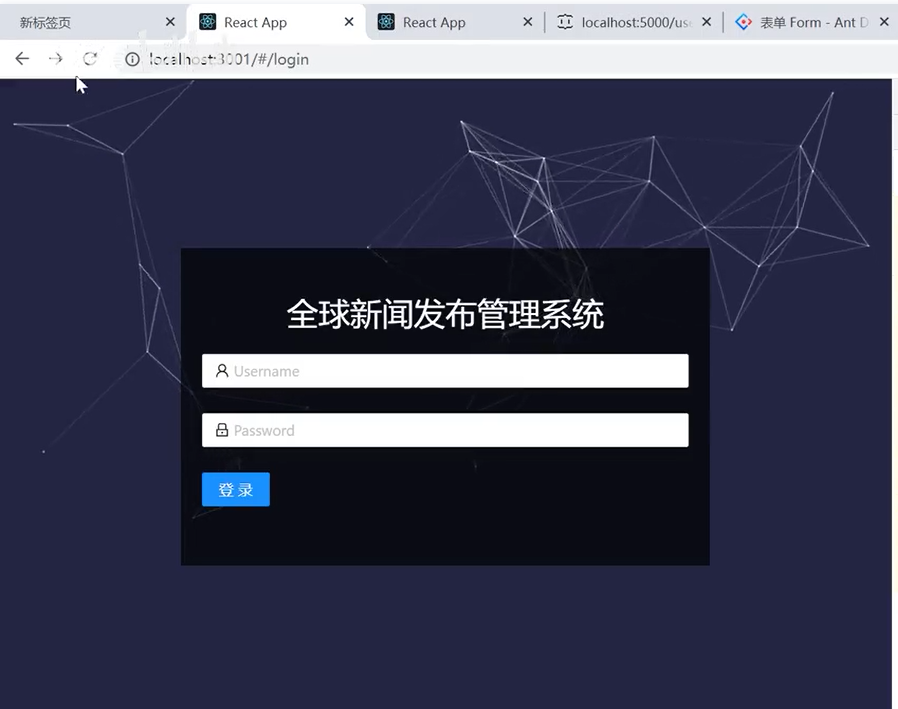 新标签页
React App
React App
localhost:5000/use
表单 Form - Ant D
localhost:3001/#/login
全球新闻发布管理系统
Username
Password
登 录